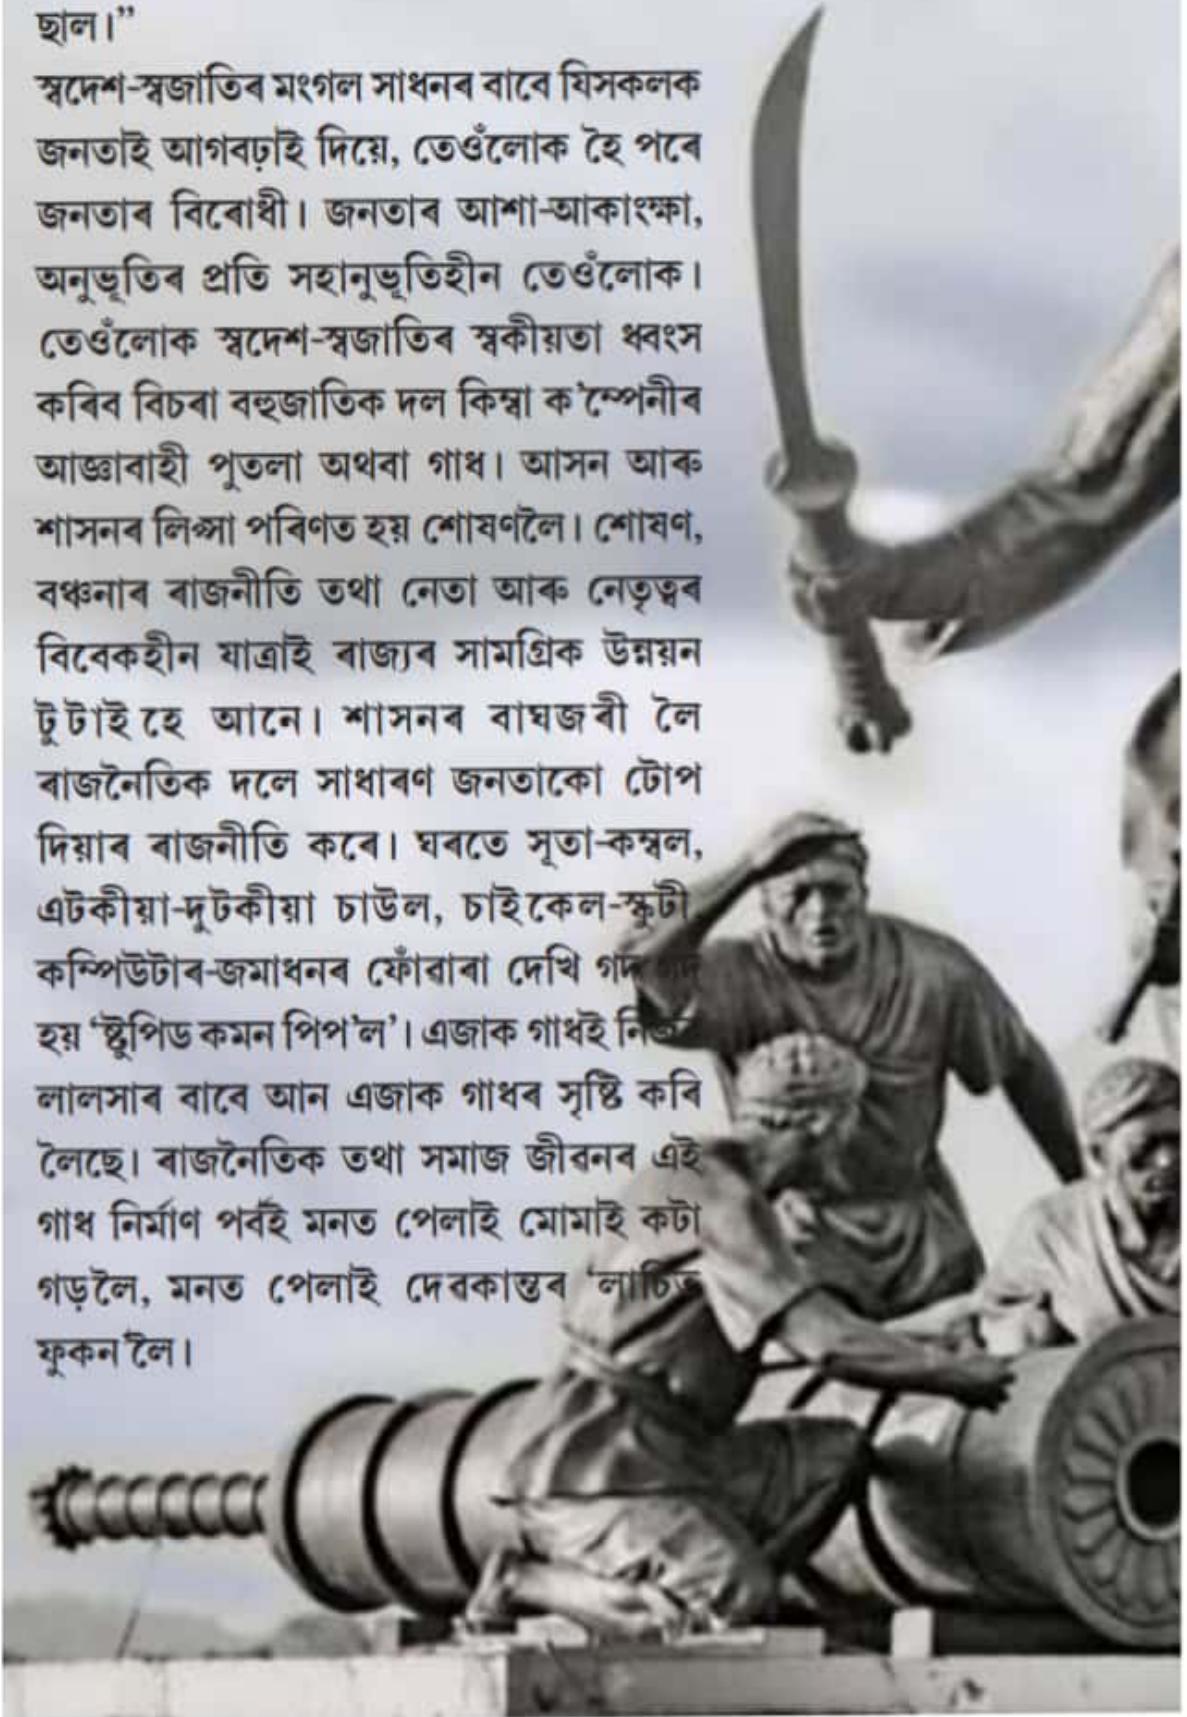 ছাল।”
স্বদেশ-স্বজাতিৰ মংগল সাধনৰ বাবে যিসকলক
জনতাই আগবঢ়াই দিয়ে, তেওঁলোক হৈ পৰে
জনতাৰ বিৰোধী। জনতাৰ আশা-আকাংক্ষা,
অনুভূতিৰ প্ৰতি সহানুভূতিহীন তেওঁলোক।
তেওঁলোক স্বদেশ-স্বজাতিৰ স্বকীয়তা ধ্বংস
কৰিব বিচৰা বহুজাতিক দল কিম্বা ক'ম্পেনীৰ
আজ্ঞাবাহী পুতলা অথবা গাধ। আসন আৰু
শাসনৰ লিপ্সা পৰিণত হয় শোষণলৈ। শোষণ,
বঞ্চনাৰ ৰাজনীতি তথা নেতা আৰু নেতৃত্বৰ
বিবেকহীন যাত্ৰাই ৰাজ্যৰ সামগ্ৰিক উন্নয়ন
টুটাইহে আনে। শাসনৰ বাঘজৰী লৈ
ৰাজনৈতিক দলে সাধাৰণ জনতাকো টোপ
দিয়াৰ ৰাজনীতি কৰে। ঘৰতে সূতা-কম্বল,
এটকীয়া-দুটকীয়া চাউল, চাইকেল-স্কুটী,
কম্পিউটাৰ-জমাধনৰ ফোঁৱাৰা দেখি গদ গদ
হয় ‘ষ্টুপিড কমন পিপ'ল’। এজাক গাধই
লালসাৰ বাবে আন এজাক গাধৰ সৃষ্টি কৰি
লৈছে। ৰাজনৈতিক তথা সমাজ জীৱনৰ এই
গাধ নিৰ্মাণ পৰ্বই মনত পেলাই মোমাই কটা
গড়লৈ, মনত পেলাই দেৱকান্তৰ ‘লাচিত
ফুকন'লৈ।